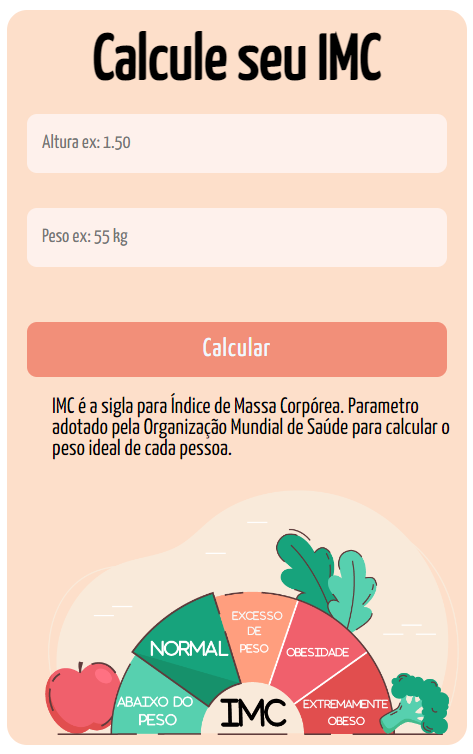 Calcule seu IMC
Altura ex: 1.50
Peso ex: 55 kg
Calcular
IMC é a sigla para Índice de Massa Corpórea. Parametro
adotado pela Organização Mundial de Saúde para calcular o
peso ideal de cada pessoa.
ABAIXO DO
PESO
NORMAL
EXCESSO
DE
PESO
OBESIDADE
EXTREMAMENTE
OBESO
IMC